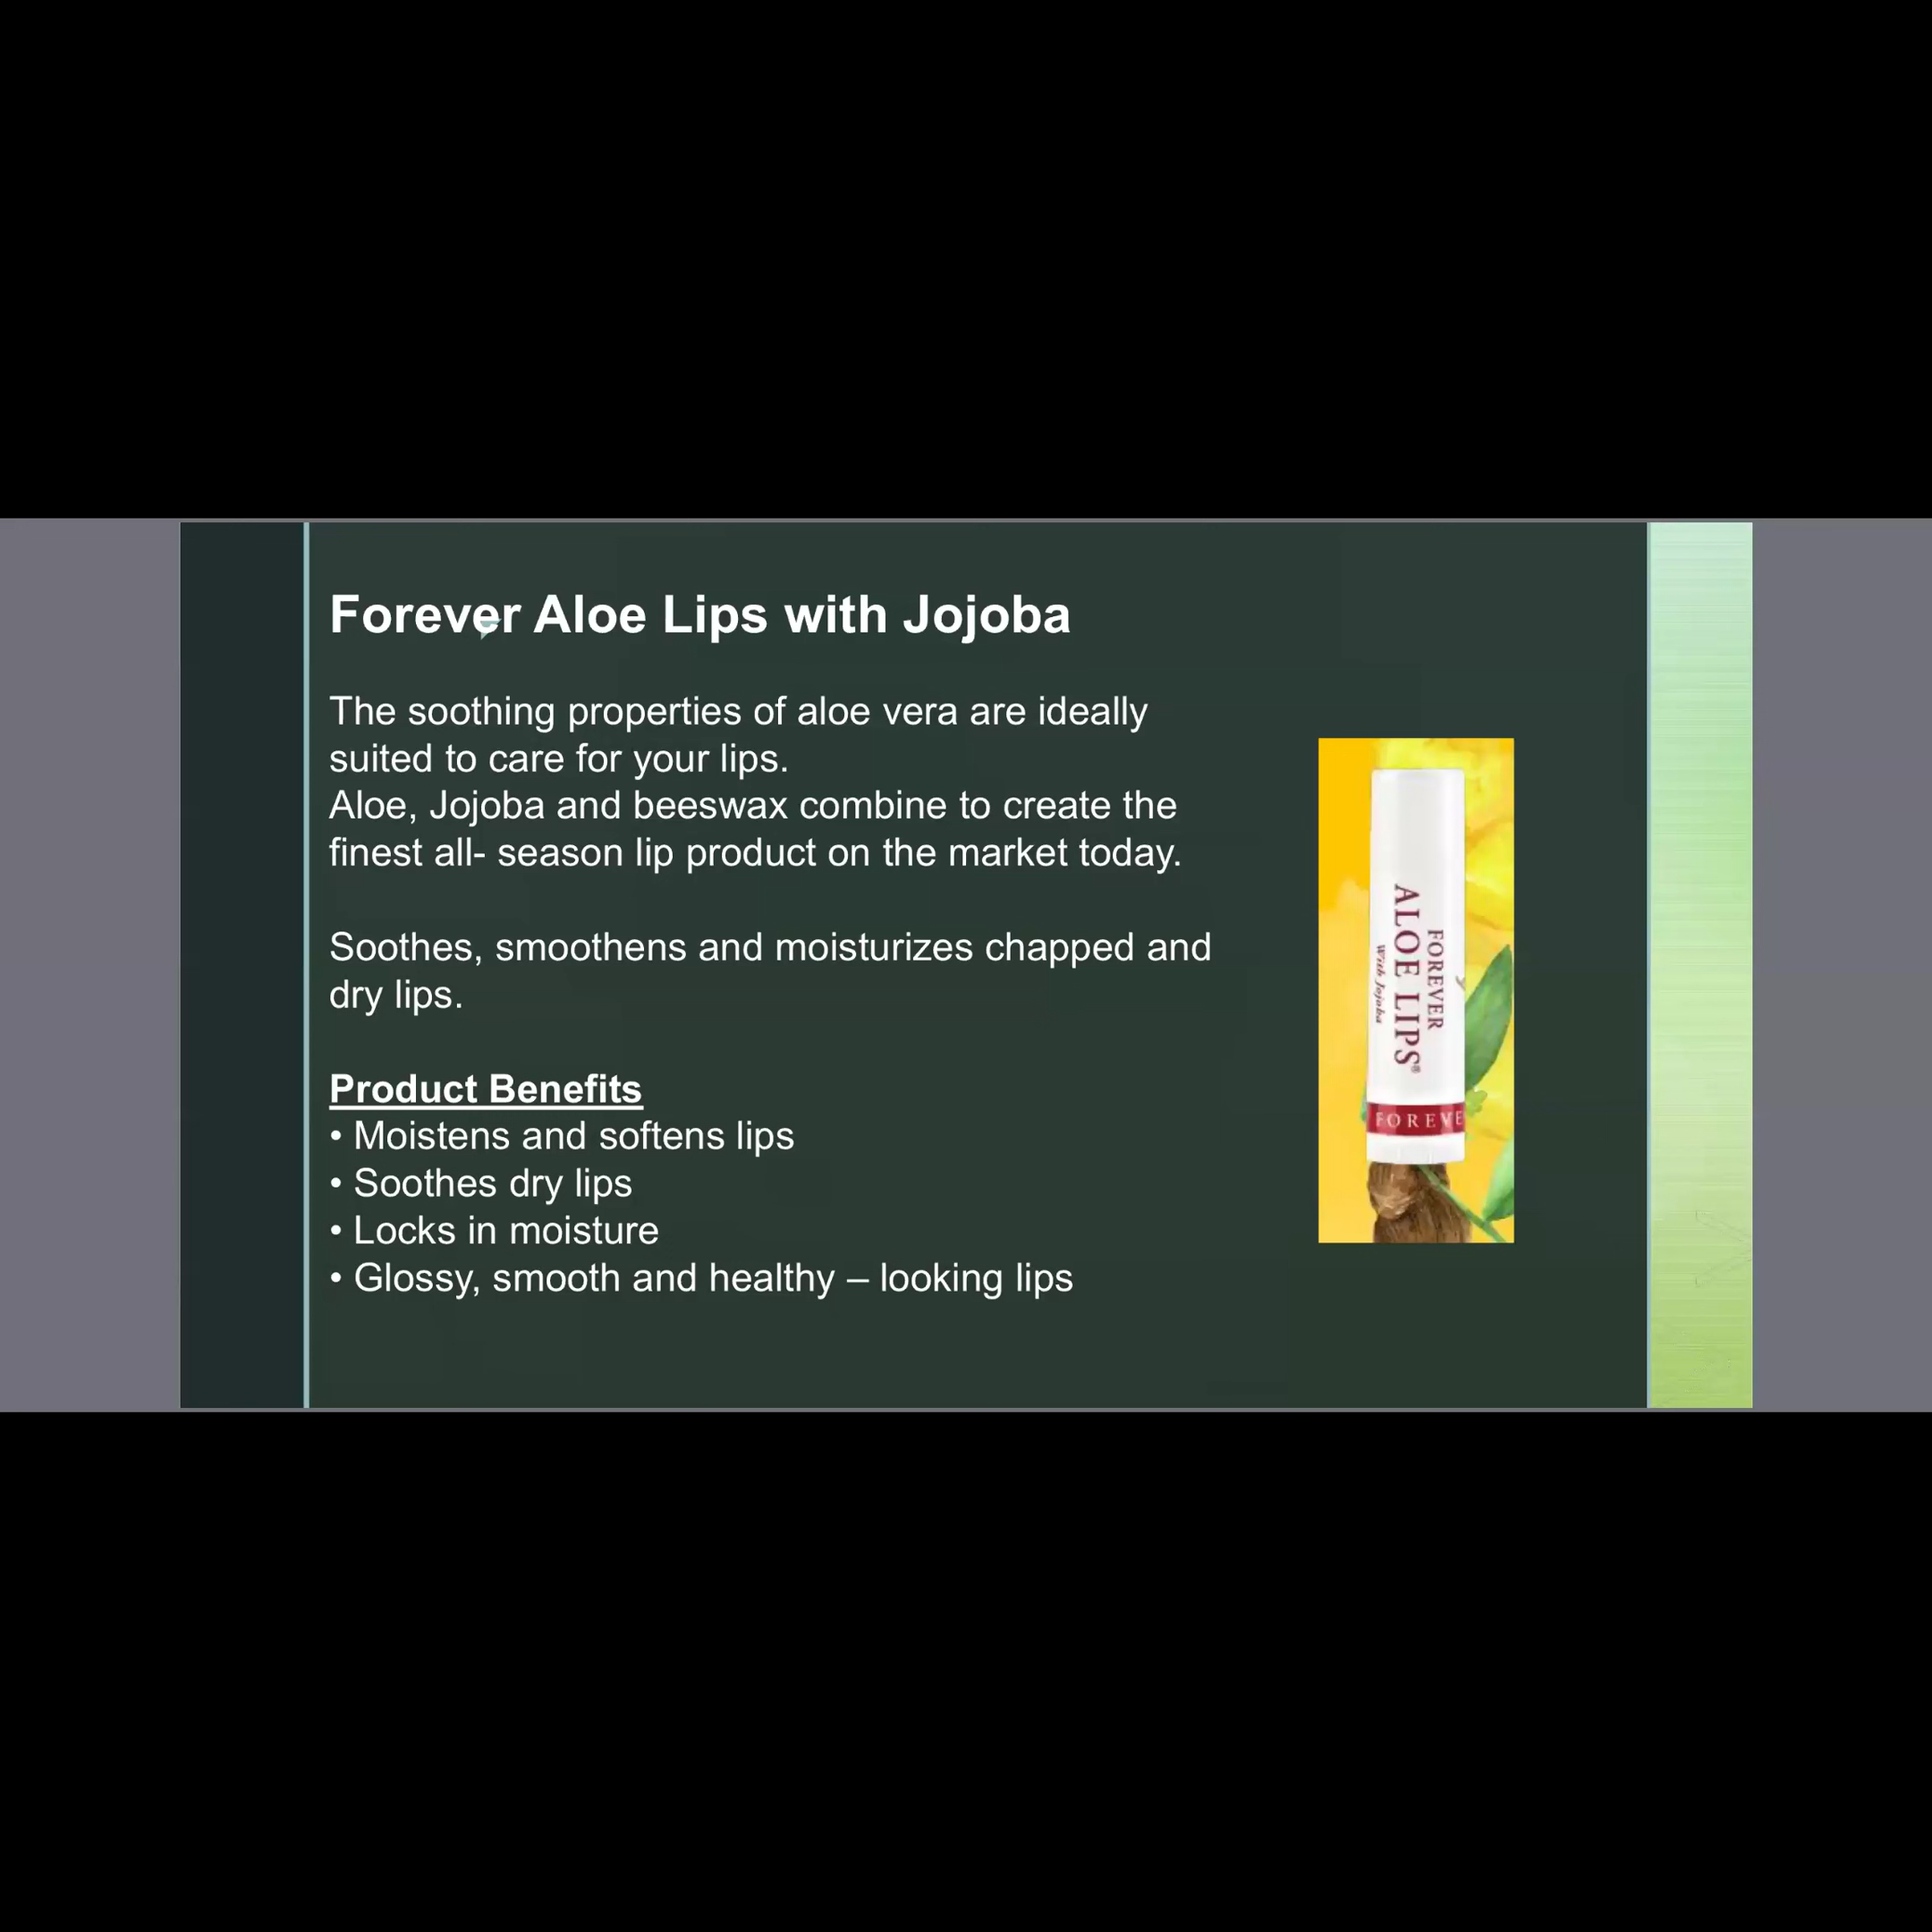 Forever Aloe Lips with Jojoba
The soothing properties of aloe vera are ideally
suited to care for your lips.
Aloe, Jojoba and beeswax combine to create the
finest all- season lip product on the market today.
Soothes, smoothens and moisturizes chapped and
dry lips.
Product Benefits
• Moistens and softens lips
• Soothes dry lips
• Locks in moisture
• Glossy, smooth and healthy – looking lips
FOREVER
ALOE LIPS®
With Jojoba
FOREVE